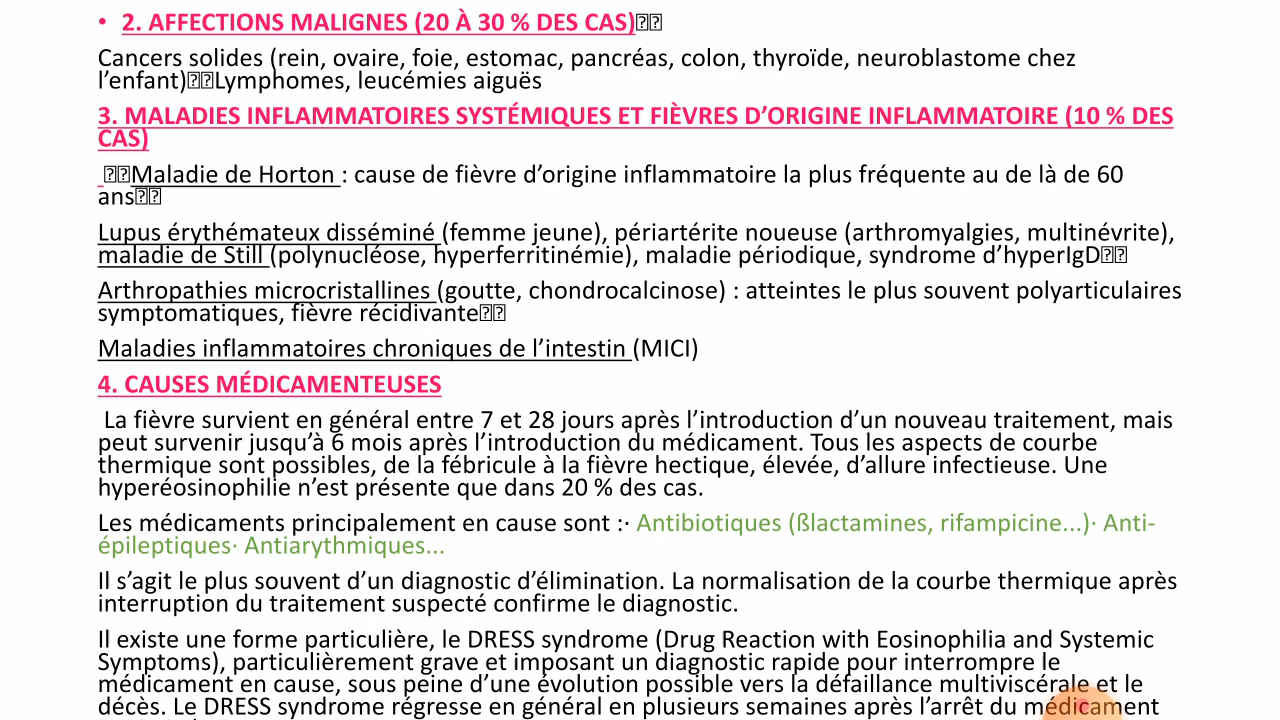 • 2. AFFECTIONS MALIGNES (20 À 30 % DES CAS)
Cancers solides (rein, ovaire, foie, estomac, pancréas, colon, thyroïde, neuroblastome chez
l’enfant)Lymphomes, leucémies aiguës
3. MALADIES INFLAMMATOIRES SYSTÉMIQUES ET FIÈVRES D’ORIGINE INFLAMMATOIRE (10 % DES
CAS)
Maladie de Horton : cause de fièvre d’origine inflammatoire la plus fréquente au de là de 60
ans
Lupus érythémateux disséminé (femme jeune), périartérite noueuse (arthromyalgies, multinévrite),
maladie de Still (polynucléose, hyperferritinémie), maladie périodique, syndrome d’hyperIgD
Arthropathies microcristallines (goutte, chondrocalcinose) : atteintes le plus souvent polyarticulaires
symptomatiques, fièvre récidivante
Maladies inflammatoires chroniques de l’intestin (MICI)
4. CAUSES MÉDICAMENTEUSES
La fièvre survient en général entre 7 et 28 jours après l’introduction d’un nouveau traitement, mais
peut survenir jusqu’à 6 mois après l’introduction du médicament. Tous les aspects de courbe
thermique sont possibles, de la fébricule à la fièvre hectique, élevée, d’allure infectieuse. Une
hyperéosinophilie n’est présente que dans 20 % des cas.
Les médicaments principalement en cause sont :· Antibiotiques (ßlactamines, rifampicine...)· Anti-
épileptiques· Antiarythmiques...
Il s’agit le plus souvent d’un diagnostic d’élimination. La normalisation de la courbe thermique après
interruption du traitement suspecté confirme le diagnostic.
Il existe une forme particulière, le DRESS syndrome (Drug Reaction with Eosinophilia and Systemic
Symptoms), particulièrement grave et imposant un diagnostic rapide pour interrompre le
médicament en cause, sous peine d’une évolution possible vers la défaillance multiviscérale et le
décès. Le DRESS syndrome régresse en général en plusieurs semaines après l’arrêt du médicament